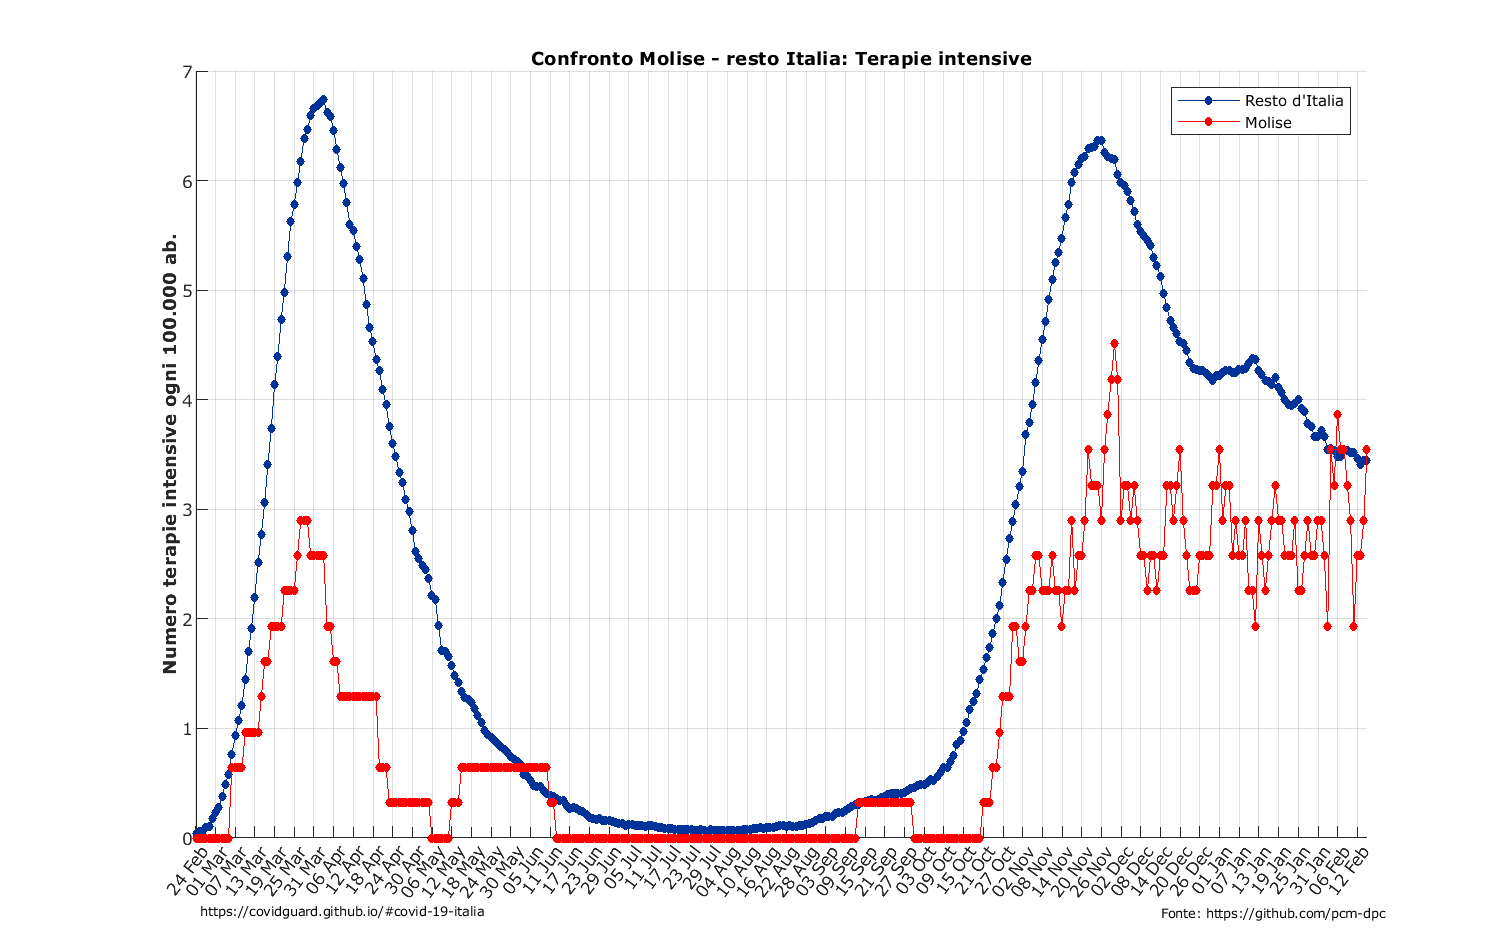 Confronto Molise - resto Italia: Terapie intensive
Resto d'Italia
Molise
Numero terapie intensive ogni 100.000 ab.
7
6
5
4
3
2
1
0
24 Feb
01 Mar
07 Mar
13 Mar
19 Mar
25 Mar
31 Mar
06 Apr
12 Apr
18 Apr
24 Apr
30 Apr
06 May
12 May
18 May
24 May
30 May
05 Jun
11 Jun
17 Jun
23 Jun
29 Jun
05 Jul
11 Jul
17 Jul
23 Jul
29 Jul
04 Aug
10 Aug
16 Aug
22 Aug
28 Aug
03 Sep
09 Sep
15 Sep
21 Sep
27 Sep
03 Oct
09 Oct
15 Oct
21 Oct
27 Oct
02 Nov
08 Nov
14 Nov
20 Nov
26 Nov
02 Dec
08 Dec
14 Dec
20 Dec
26 Dec
01 Jan
07 Jan
13 Jan
19 Jan
25 Jan
31 Jan
06 Feb
12 Feb
https://covidguard.github.io/#covid-19-italia
Fonte: https://github.com/pcm-dpc